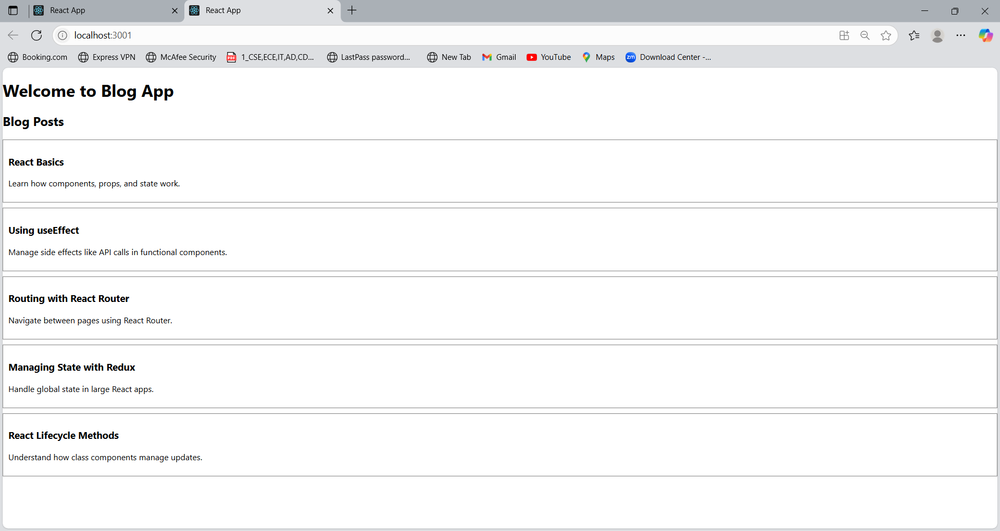 React App
React App
localhost:3001
Booking.com
Express VPN
McAfee Security
PDF
1_CSE,ECE,IT,AD,CD...
LastPass password...
New Tab
Gmail
YouTube
Maps
zm
Download Center -...
Welcome to Blog App
Blog Posts
React Basics
Learn how components, props, and state work.
Using useEffect
Manage side effects like API calls in functional components.
Routing with React Router
Navigate between pages using React Router.
Managing State with Redux
Handle global state in large React apps.
React Lifecycle Methods
Understand how class components manage updates.